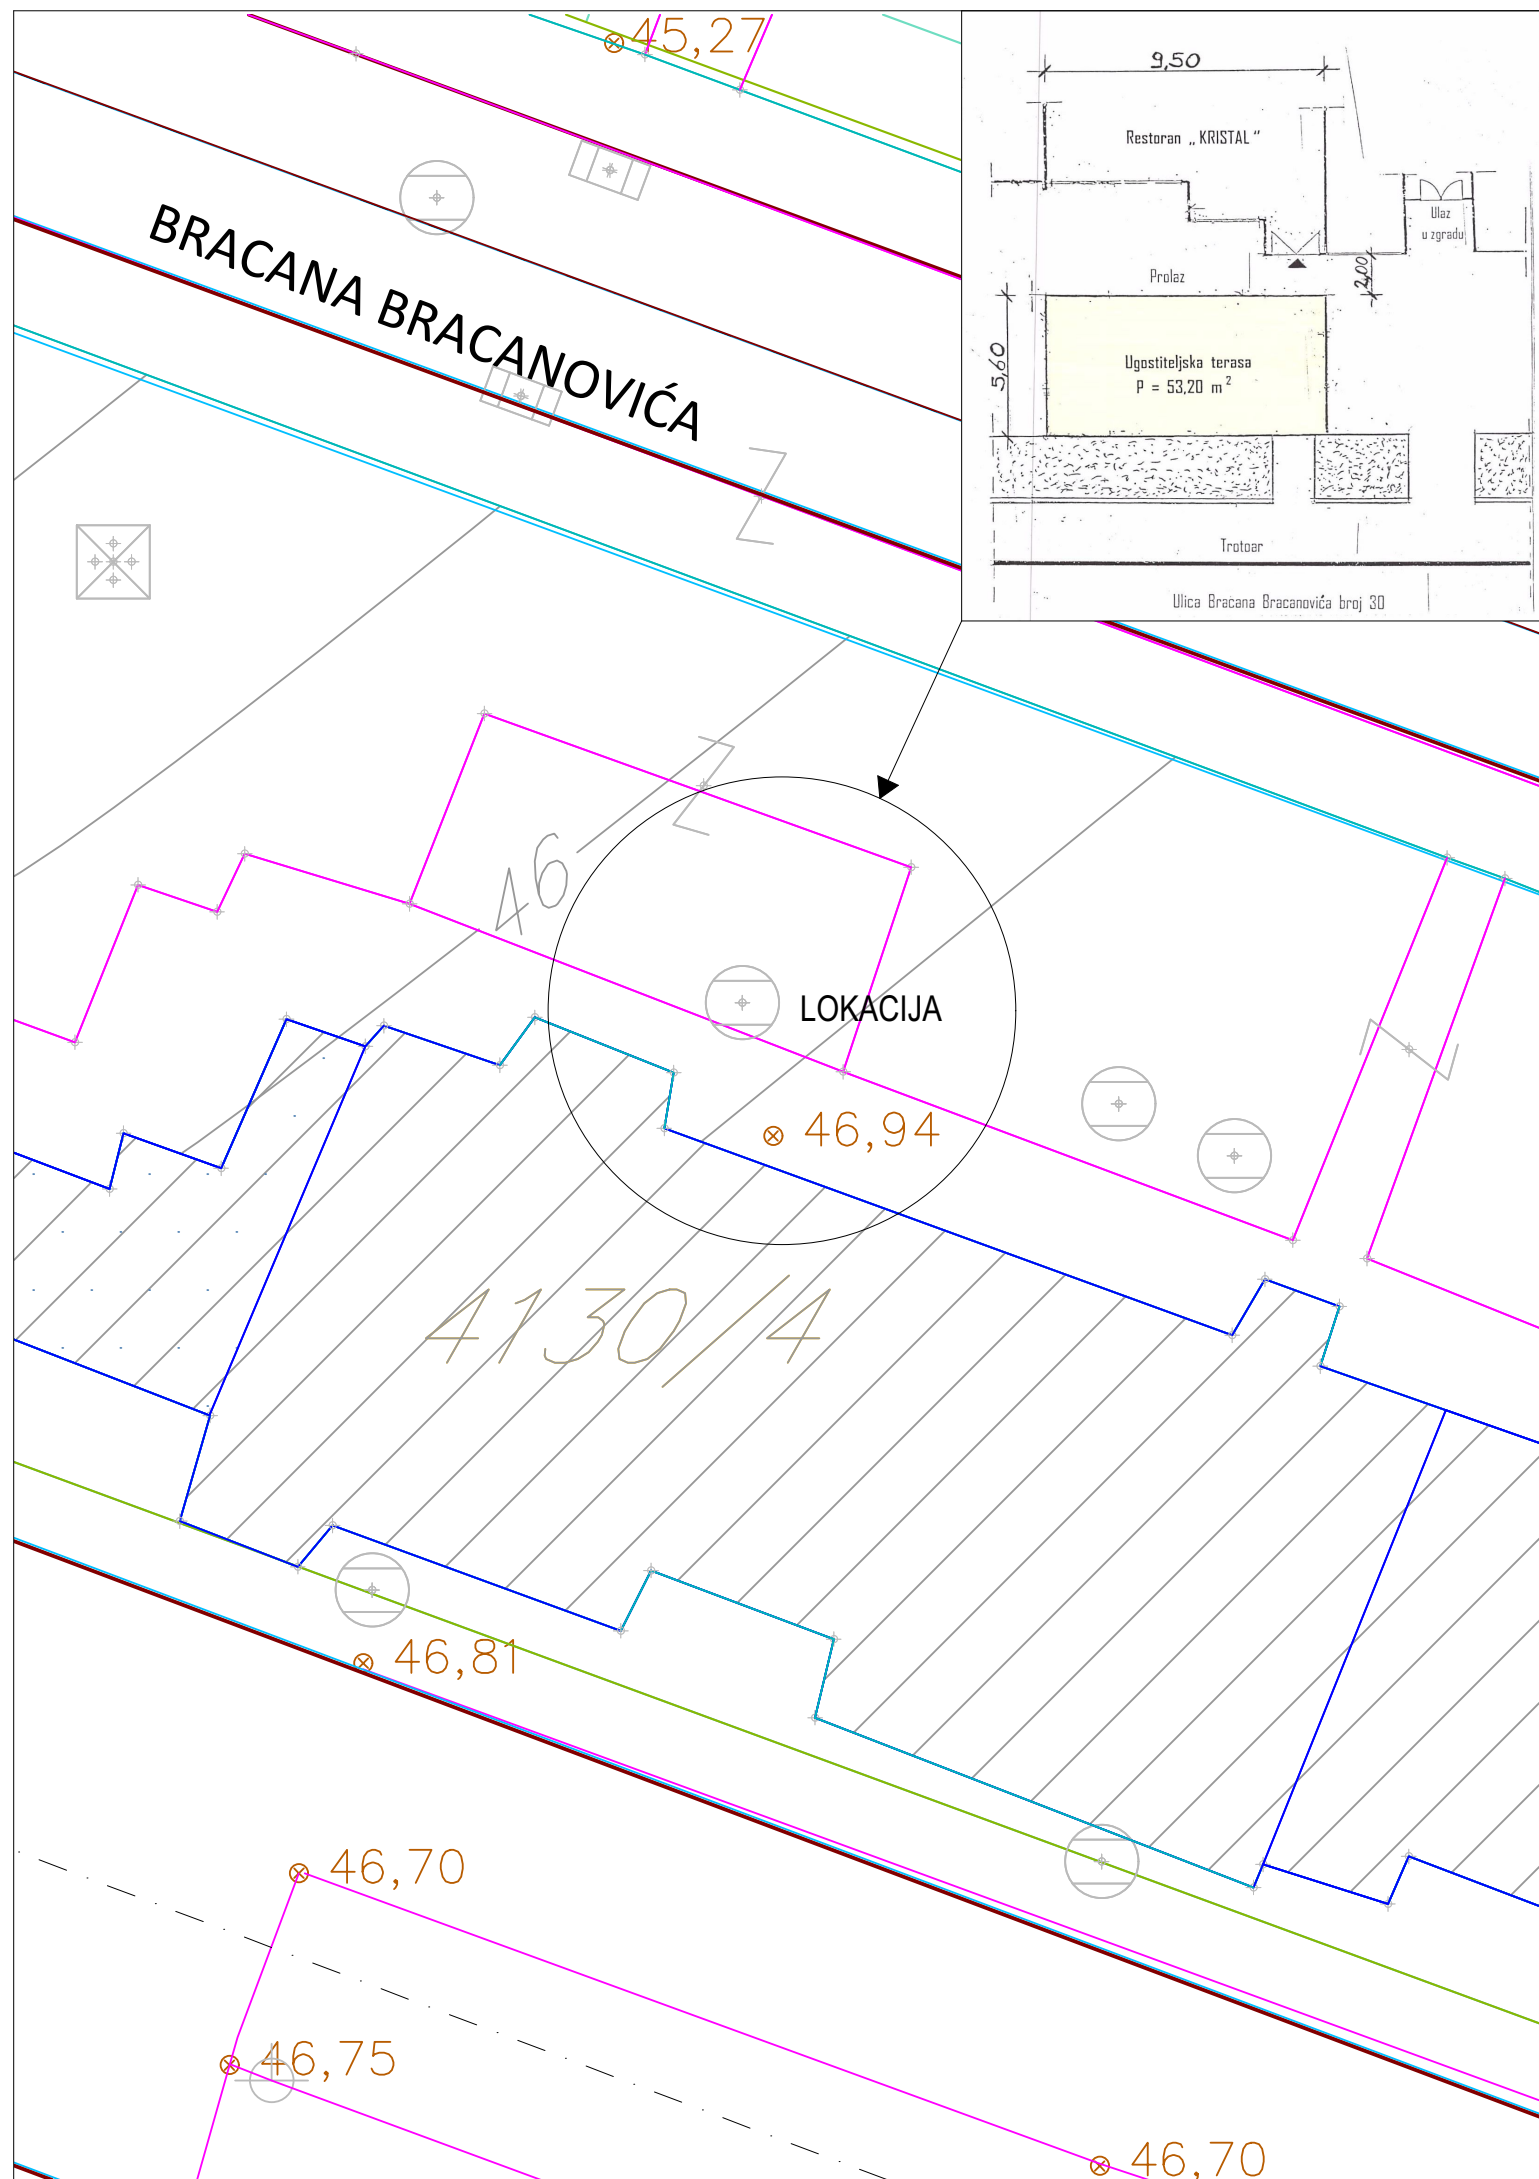 45,27
9,50
Restoran „ KRISTAL “
Ulaz
u zgradu
Prolaz
2,00
5,60
Ugostiteljska terasa
P = 53,20 m²
Trotoar
Ulica Bracana Bracanovića broj 30
BRACANA BRACANOVIĆA
46
LOKACIJA
46,94
4130/4
46,81
46,70
46,75
46,70